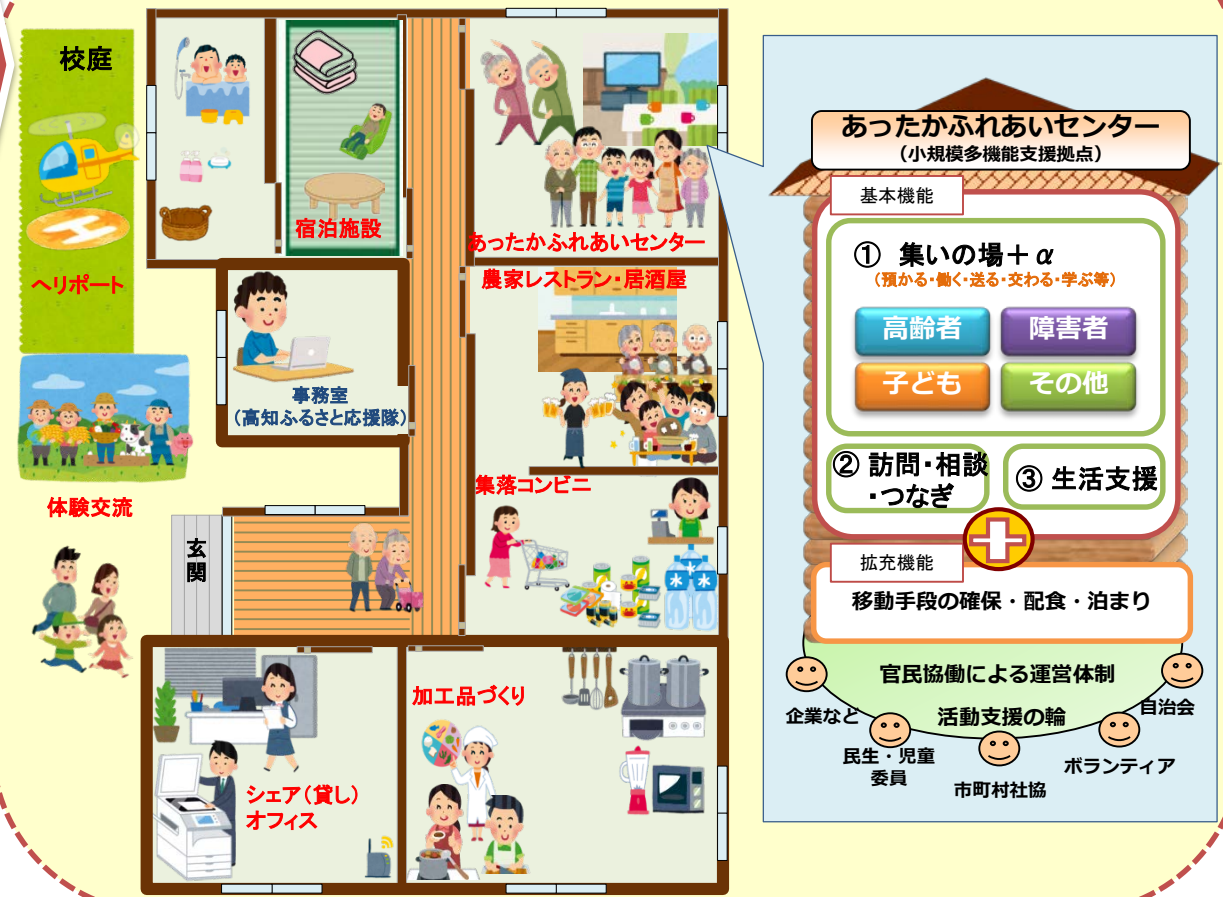 校庭
ヘリポート
体験交流
宿泊施設
あったかふれあいセンター
農家レストラン・居酒屋
事務室
(高知ふるさと応援隊)
集落コンビニ
水
水
玄関
シェア(貸し)
オフィス
加工品づくり
あったかふれあいセンター
(小規模多機能支援拠点)
基本機能
① 集いの場+α
(預かる・働く・送る・交わる・学ぶ等)
高齢者
障害者
子ども
その他
② 訪問・相談
・つなぎ
③ 生活支援
拡充機能
移動手段の確保・配食・泊まり
官民協働による運営体制
活動支援の輪
企業など
民生・児童
委員
市町村社協
ボランティア
自治会